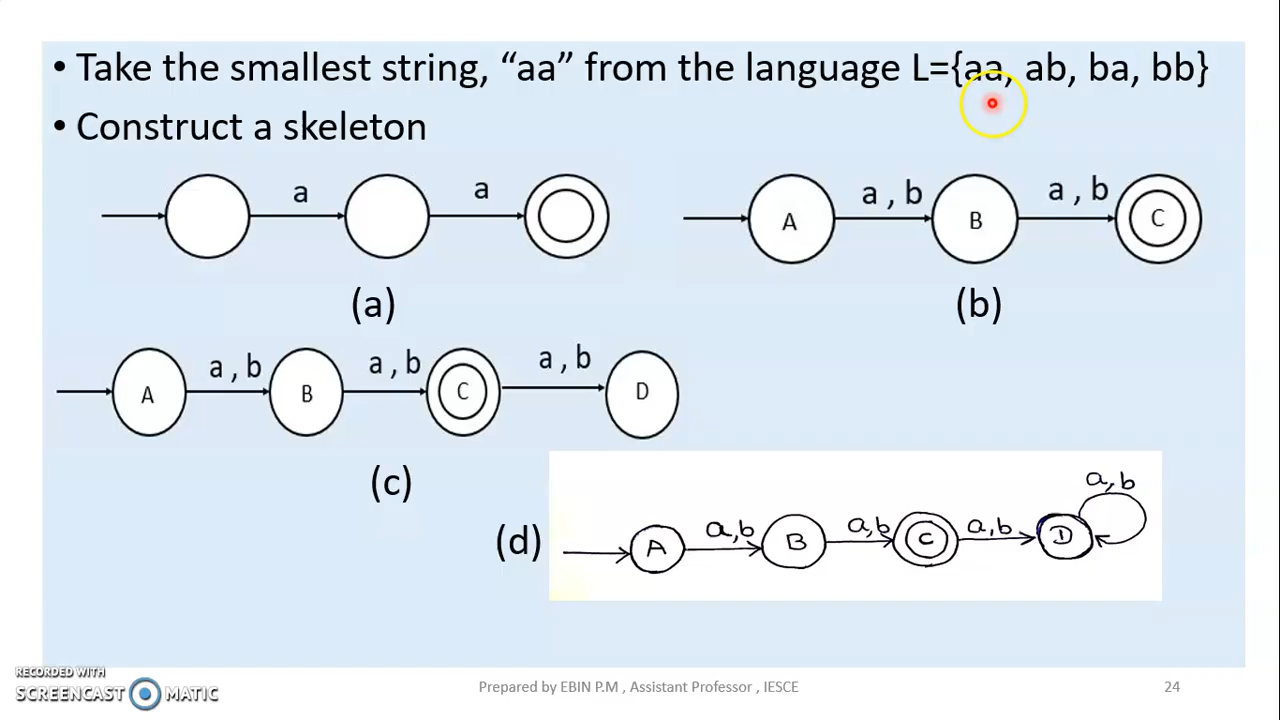 • Take the smallest string, “aa” from the language L={aa, ab, ba, bb}
• Construct a skeleton
a a
(a)
A a , b B a , b C
(b)
A a , b B a , b C a , b D
(c)
(d) A a,b B a,b C a,b D a,b
RECORDED WITH
SCREENCAST MATIC
Prepared by EBIN P.M , Assistant Professor , IESCE
24